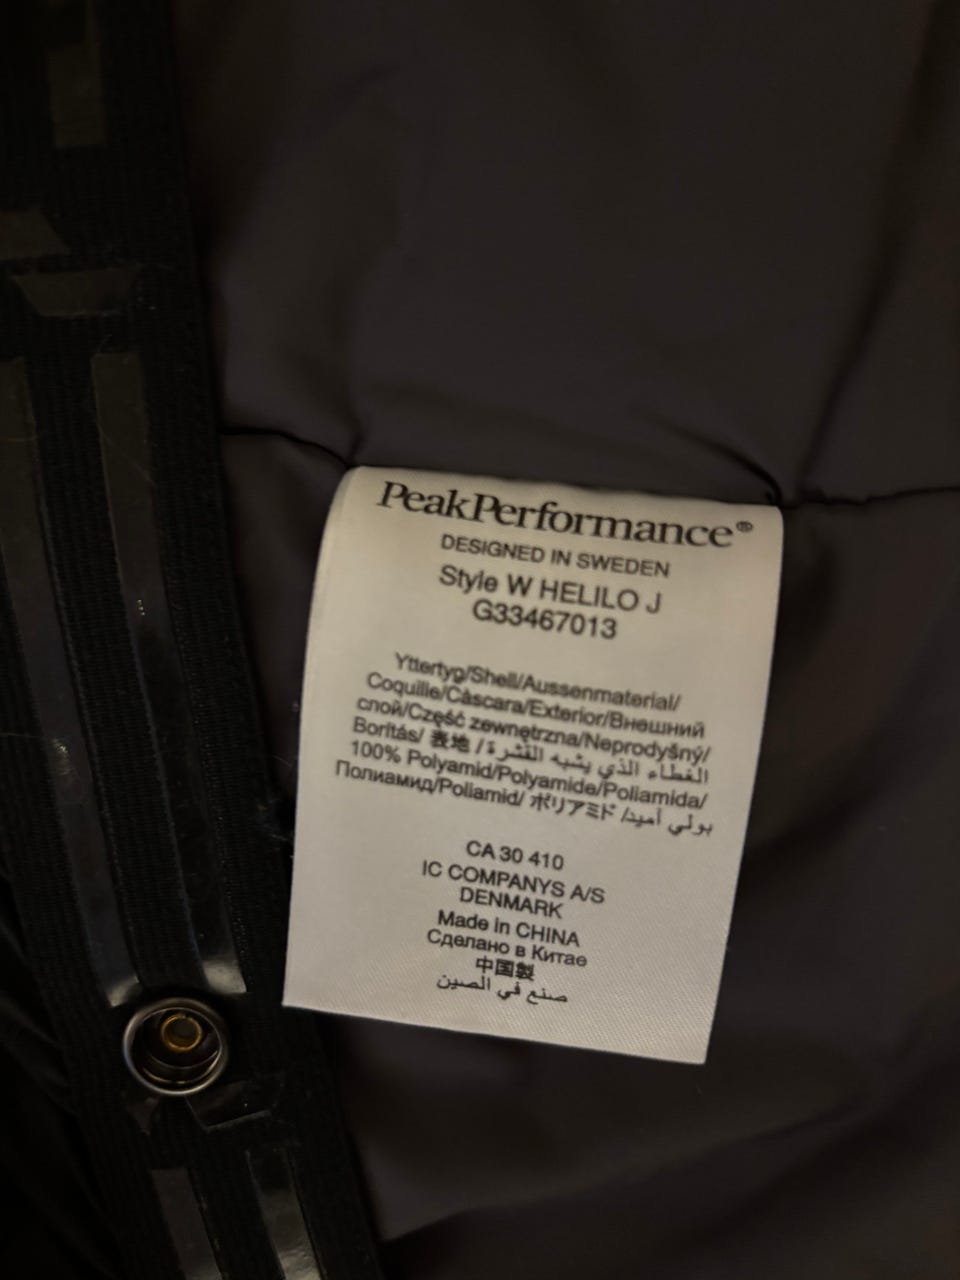 PeakPerformance®
DESIGNED IN SWEDEN
Style W HELILO J
G33467013
Yttertyg/Shell/Aussenmaterial/
Coquille/Cáscara/Exterior/Внешний
слой/Część zewnętrzna/Neprodyšný/
Borítás/ 表地 /الغطاء الذي يشبه القشرة
100% Polyamid/Polyamide/Poliamida/
Полиамид/Poliamid/ ポリアミド /بولي أميد
CA 30 410
IC COMPANYS A/S
DENMARK
Made in CHINA
Сделано в Китае
中国製
صنع في الصين